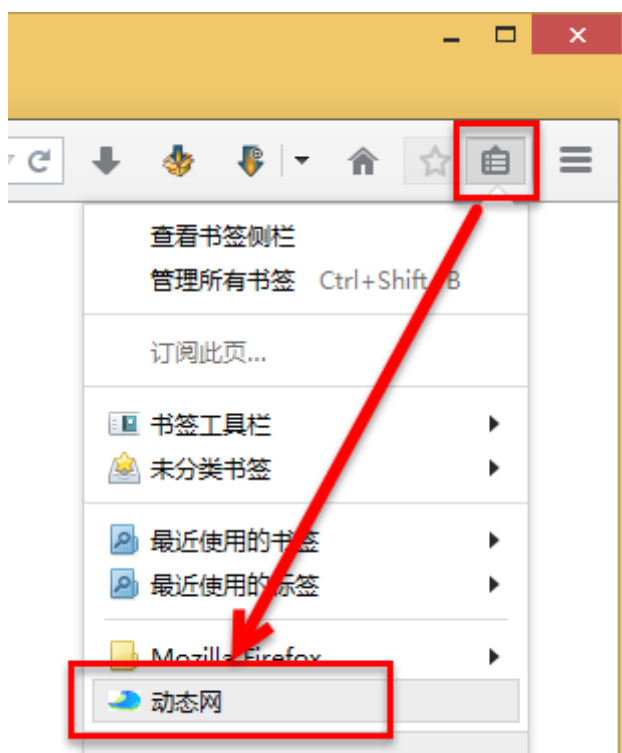 查看书签侧栏
管理所有书签 Ctrl+Shift+B
订阅此页...
书签工具栏
未分类书签
最近使用的书签
最近使用的标签
Mozilla Firefox
动态网